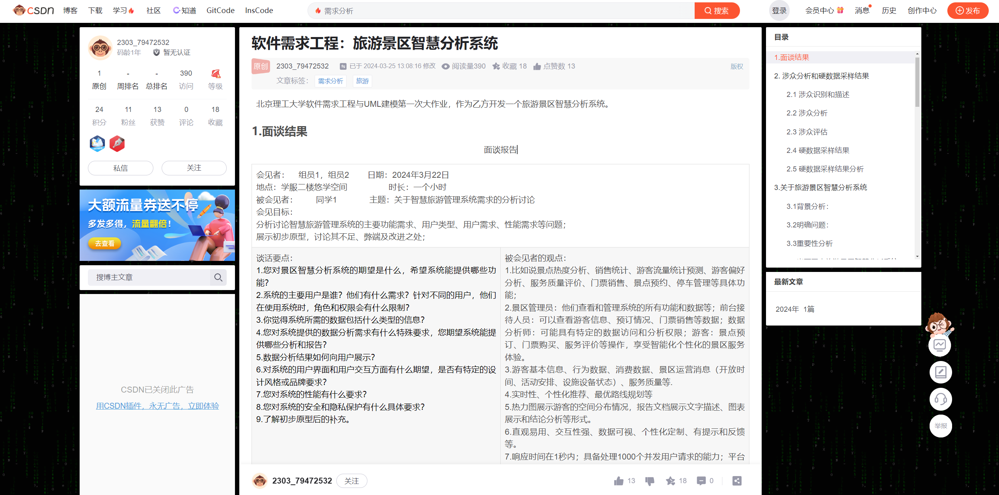 CSDN 博客 下载 学习 社区 知道 GitCode InsCode 需求分析 搜索 登录 会员中心 消息 历史 创作中心 发布
2303_79472532
码龄1年 暂无认证
1 - - 390
原创 周排名 总排名 访问 等级
24 11 13 0 18
积分 粉丝 获赞 评论 收藏
私信 关注
大额流量券送不停
多发多得，流量翻倍！
去查看
搜博主文章
CSDN已关闭此广告
用CSDN插件，永无广告，立即体验
软件需求工程：旅游景区智慧分析系统
原创 2303_79472532 已于 2024-03-25 13:08:16 修改 阅读量390 收藏 18 点赞数 13 版权
文章标签： 需求分析 旅游
北京理工大学软件需求工程与UML建模第一次大作业，作为乙方开发一个旅游景区智慧分析系统。
1.面谈结果
面谈报告
会见者： 组员1，组员2 日期：2024年3月22日
地点：学服二楼悠学空间 时长：一个小时
被会见者： 同学1 主题：关于智慧旅游管理系统需求的分析讨论
会见目标：
分析讨论智慧旅游管理系统的主要功能需求、用户类型、用户需求、性能需求等问题；
展示初步原型，讨论其不足、弊端及改进之处；
谈话要点：
1.您对景区智慧分析系统的期望是什么，希望系统能提供哪些功
能？
2.系统的主要用户是谁？他们有什么需求？针对不同的用户，他们
在使用系统时，角色和权限会有什么限制？
3.你觉得系统所需的数据包括什么类型的信息？
4.您对系统提供的数据分析需求有什么特殊要求，您期望系统能提
供哪些分析和报告？
5.数据分析结果如何向用户展示？
6.对系统的用户界面和用户交互方面有什么期望，是否有特定的设
计风格或品牌要求？
7.您对系统的性能有什么要求？
8.您对系统的安全和隐私保护有什么具体要求？
9.了解初步原型后的补充。
被会见者的观点：
1.比如说景点热度分析、销售统计、游客流量统计预测、游客偏好
分析、服务质量评价、门票销售、景点预约、停车管理等具体功
能；
2.景区管理员：他们查看和管理系统的所有功能和数据等；前台接
待人员：可以查看游客信息、预订情况、门票销售等数据；数据
分析师：可能具有特定的数据访问和分析权限；游客：景点预
订、门票购买、服务评价等操作，享受智能化个性化的景区服务
体验。
3.游客基本信息、行为数据、消费数据、景区运营消息（开放时
间、活动安排、设施设备状态）、服务质量等.
4.实时性、个性化推荐、最优路线规划等
5.热力图展示游客的空间分布情况，报告文档展示文字描述、图表
展示和结论分析等形式。
6.直观易用、交互性强、数据可视、个性化定制、有提示和反馈
等。
7.响应时间在1秒内；具备处理1000个并发用户请求的能力；平台
2303_79472532 关注 13 18 0
目录
1.面谈结果
2. 涉众分析和硬数据采样结果
2.1 涉众识别和描述
2.2 涉众分析
2.3 涉众评估
2.4 硬数据采样结果
2.5 硬数据采样结果分析
3.关于旅游景区智慧分析系统
3.1背景分析：
3.2明确问题：
3.3重要性分析
最新文章
2024年 1篇
举报